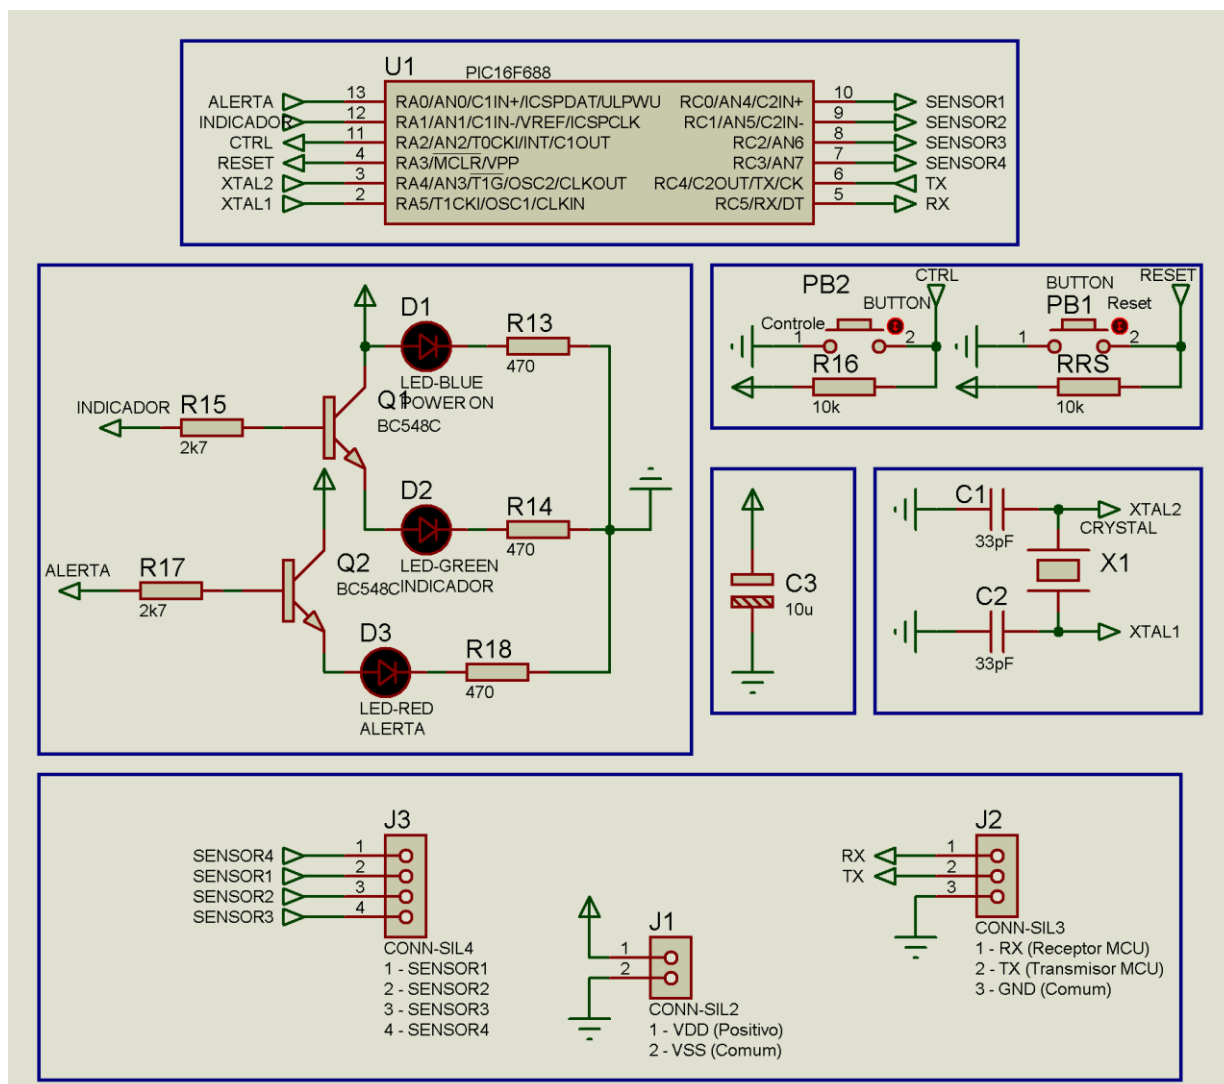 U1
PIC16F688
ALERTA 13 RA0/AN0/C1IN+/ICSPDAT/ULPWU RC0/AN4/C2IN+ 10 SENSOR1
INDICADOR 12 RA1/AN1/C1IN-/VREF/ICSPCLK RC1/AN5/C2IN- 9 SENSOR2
CTRL 11 RA2/AN2/T0CKI/INT/C1OUT RC2/AN6 8 SENSOR3
RESET 4 RA3/MCLR/VPP RC3/AN7 7 SENSOR4
XTAL2 3 RA4/AN3/T1G/OSC2/CLKOUT RC4/C2OUT/TX/CK 6 TX
XTAL1 2 RA5/T1CKI/OSC1/CLKIN RC5/RX/DT 5 RX
D1
LED-BLUE
POWER ON
R13
470
INDICADOR
R15
2k7
Q1
BC548C
D2
LED-GREEN
INDICADOR
R14
470
ALERTA
R17
2k7
Q2
BC548C
D3
LED-RED
ALERTA
R18
470
PB2
BUTTON
CTRL
Controle
1
2
R16
10k
BUTTON
PB1
Reset
RESET
1
2
RRS
10k
C3
10u
C1
33pF
XTAL2
CRYSTAL
X1
C2
33pF
XTAL1
J3
SENSOR4 1
SENSOR1 2
SENSOR2 3
SENSOR3 4
CONN-SIL4
1 - SENSOR1
2 - SENSOR2
3 - SENSOR3
4 - SENSOR4
J1
1
2
CONN-SIL2
1 - VDD (Positivo)
2 - VSS (Comum)
J2
RX 1
TX 2
3
CONN-SIL3
1 - RX (Receptor MCU)
2 - TX (Transmisor MCU)
3 - GND (Comum)